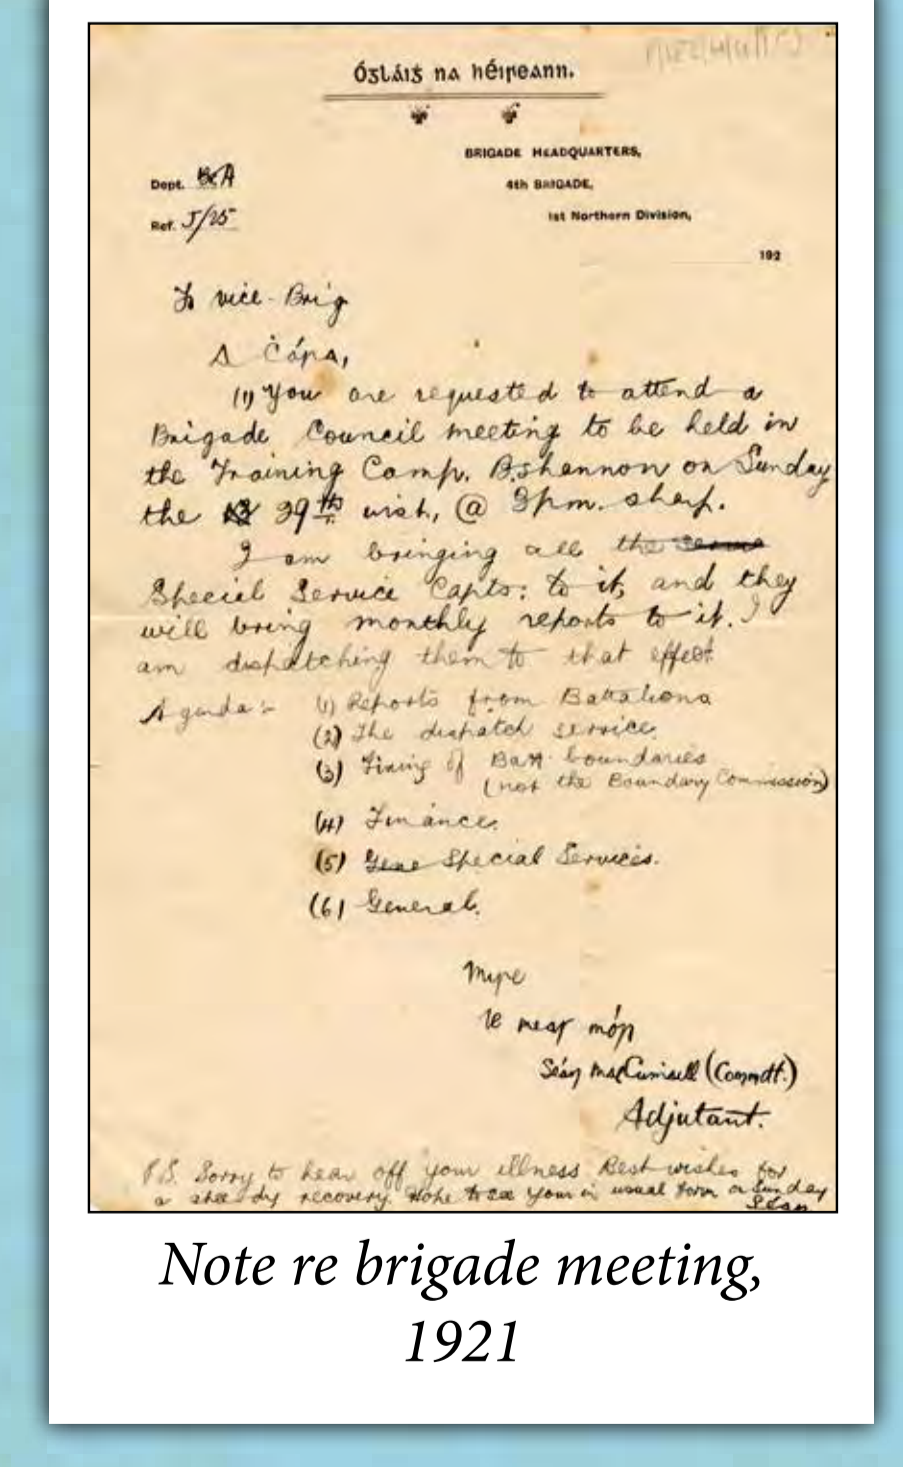 Óglaiġ na hÉireann.
BRIGADE HEADQUARTERS,
4th BRIGADE,
1st Northern Division,
Dept. A
Ref. J/25
192
To Vice-Brig
A Ċára,
(1) You are requested to attend a
Brigade Council meeting to be held in
the Training Camp. B.shannon on Sunday
the 29th inst, @ 3pm. sharp.
I am bringing all the
Special Service Capts: to it, and they
will bring monthly reports to it. I
am dispatching them to that effect
Agenda:- (1) Reports from Battalions
(2) The dispatch service.
(3) Fixing of Batt. boundaries
(not the Boundary Commission)
(4) Finance.
(5) Gene Special Services.
(6) General.
Mise
le meas mór
Seán Mac (Commdt.)
Adjutant.
P.S. Sorry to hear off your illness Best wishes for
a speedy recovery. Hope to see you in usual form on Sunday
Seán
Note re brigade meeting,
1921